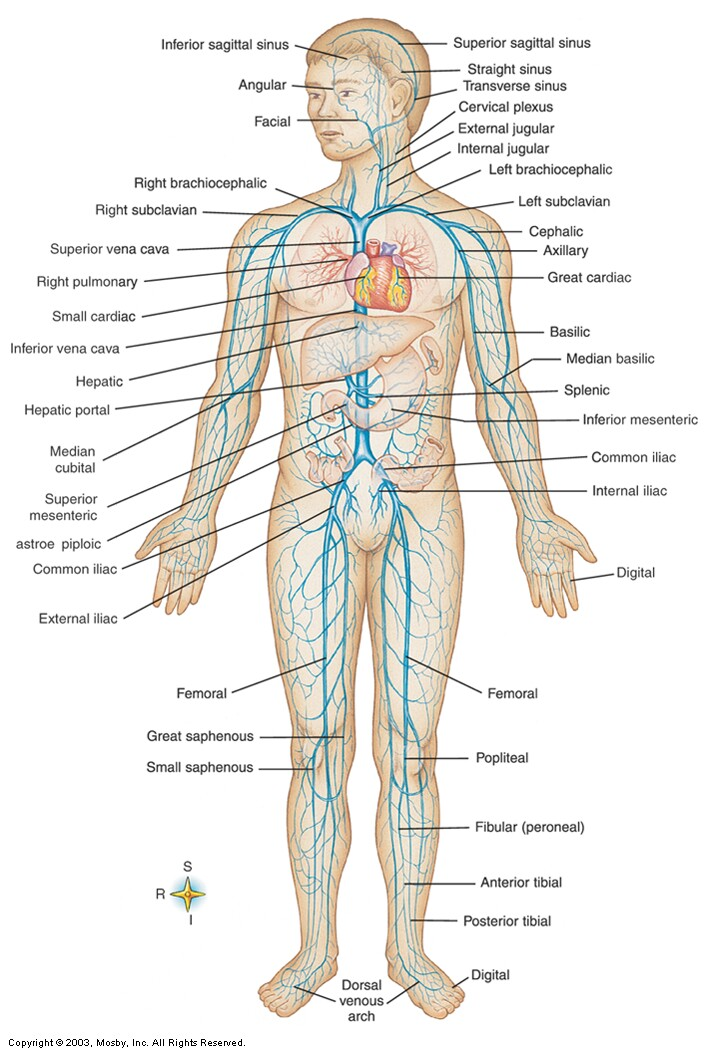 Inferior sagittal sinus
Angular
Facial
Right brachiocephalic
Right subclavian
Superior vena cava
Right pulmonary
Small cardiac
Inferior vena cava
Hepatic
Hepatic portal
Median
cubital
Superior
mesenteric
astroe piploic
Common iliac
External iliac
Femoral
Great saphenous
Small saphenous
Superior sagittal sinus
Straight sinus
Transverse sinus
Cervical plexus
External jugular
Internal jugular
Left brachiocephalic
Left subclavian
Cephalic
Axillary
Great cardiac
Basilic
Median basilic
Splenic
Inferior mesenteric
Common iliac
Internal iliac
Digital
Femoral
Popliteal
Fibular (peroneal)
Anterior tibial
Posterior tibial
Digital
Dorsal
venous
arch
S
R
I
Copyright © 2003, Mosby, Inc. All Rights Reserved.